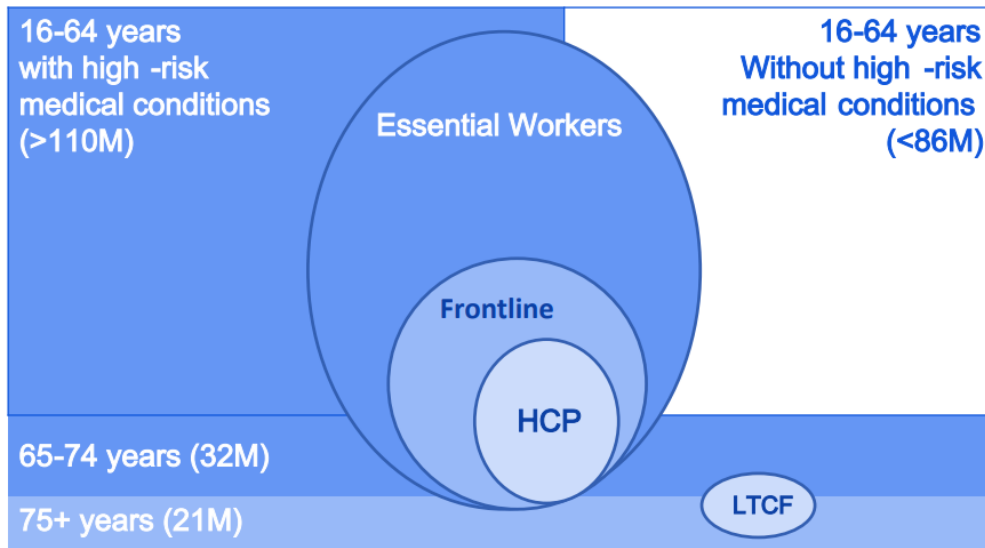 16-64 years
with high -risk
medical conditions
(>110M)
16-64 years
Without high -risk
medical conditions
(<86M)
Essential Workers
Frontline
HCP
65-74 years (32M)
LTCF
75+ years (21M)